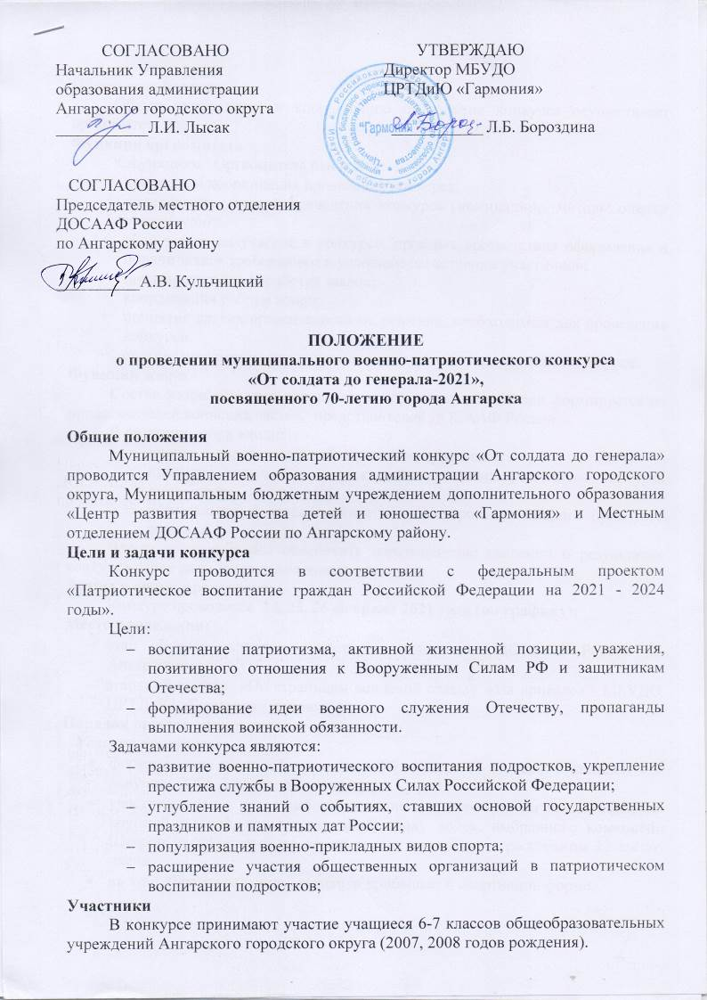 СОГЛАСОВАНО
Начальник Управления
образования администрации
Ангарского городского округа
___________ Л.И. Лысак
УТВЕРЖДАЮ
Директор МБУДО
ЦРТДиЮ «Гармония»
___________ Л.Б. Бороздина
Российская
"Гармония"
Иркутская область * город Ангарск
СОГЛАСОВАНО
Председатель местного отделения
ДОСААФ России
по Ангарскому району
__________А.В. Кульчицкий
ПОЛОЖЕНИЕ
о проведении муниципального военно-патриотического конкурса
«От солдата до генерала-2021»,
посвященного 70-летию города Ангарска
Общие положения
Муниципальный военно-патриотический конкурс «От солдата до генерала»
проводится Управлением образования администрации Ангарского городского
округа, Муниципальным бюджетным учреждением дополнительного образования
«Центр развития творчества детей и юношества «Гармония» и Местным
отделением ДОСААФ России по Ангарскому району.
Цели и задачи конкурса
Конкурс проводится в соответствии с федеральным проектом
«Патриотическое воспитание граждан Российской Федерации на 2021 - 2024
годы».
Цели:
– воспитание патриотизма, активной жизненной позиции, уважения,
позитивного отношения к Вооруженным Силам РФ и защитникам
Отечества;
– формирование идеи военного служения Отечеству, пропаганды
выполнения воинской обязанности.
Задачами конкурса являются:
– развитие военно-патриотического воспитания подростков, укрепление
престижа службы в Вооруженных Силах Российской Федерации;
– углубление знаний о событиях, ставших основой государственных
праздников и памятных дат России;
– популяризация военно-прикладных видов спорта;
– расширение участия общественных организаций в патриотическом
воспитании подростков;
Участники
В конкурсе принимают участие учащиеся 6-7 классов общеобразовательных
учреждений Ангарского городского округа (2007, 2008 годов рождения).